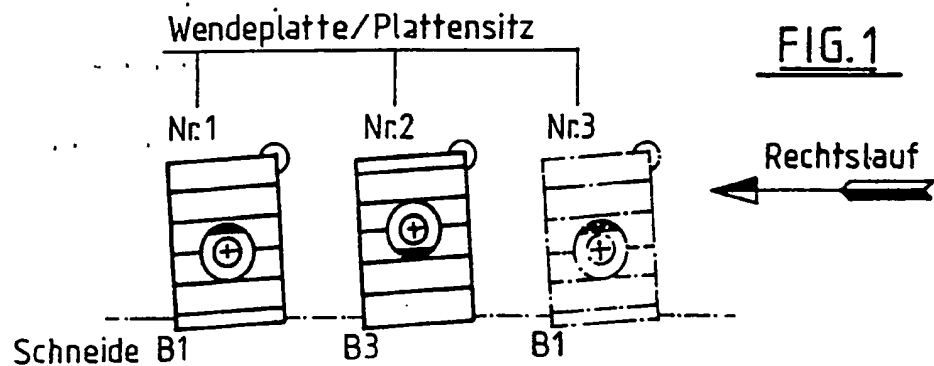 Wendeplatte/Plattensitz
FIG.1
Nr.1 Nr.2 Nr.3
Rechtslauf
Schneide B1 B3 B1